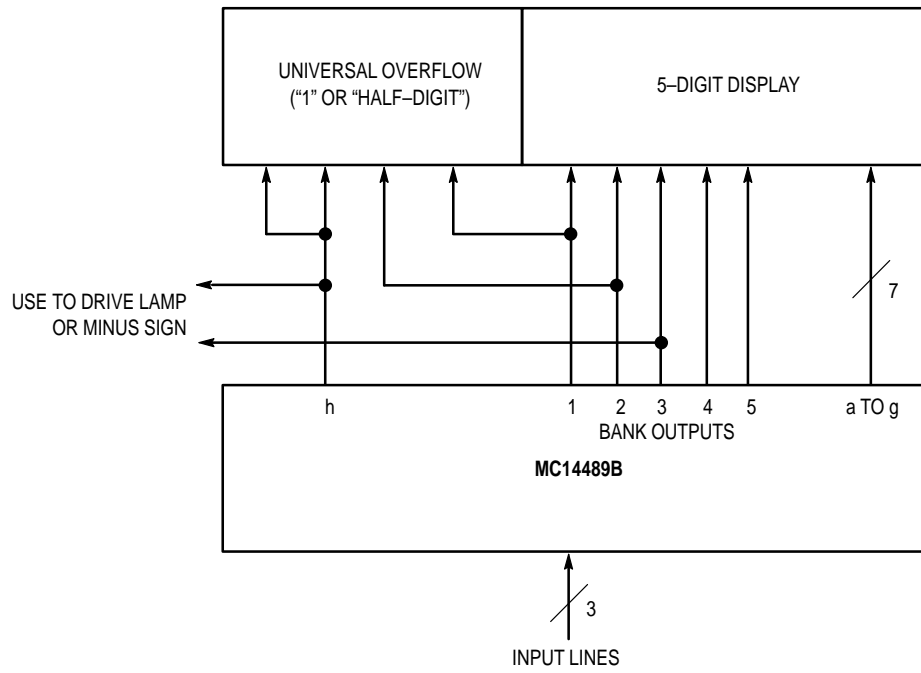 UNIVERSAL OVERFLOW
(“1” OR “HALF–DIGIT”)
5–DIGIT DISPLAY
USE TO DRIVE LAMP
OR MINUS SIGN
7
h 1 2 3 4 5 a TO g
BANK OUTPUTS
MC14489B
3
INPUT LINES